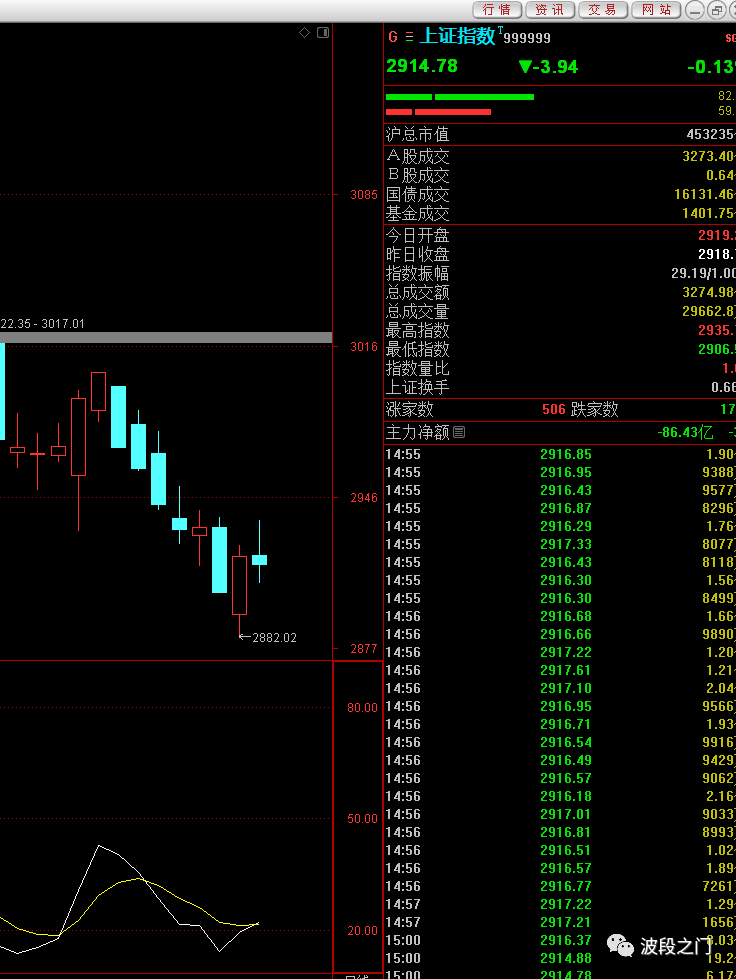 行情 资讯 交易 网站
G 上证指数T999999
2914.78 ▼-3.94 -0.13
沪总市值 453235
A股成交 3273.40
B股成交 0.64
国债成交 16131.46
基金成交 1401.75
今日开盘 2919.
昨日收盘 2918.
指数振幅 29.19/1.00
总成交额 3274.98
总成交量 29662.8
最高指数 2935.
最低指数 2906.
指数量比 1.
上证换手 0.66
涨家数 506 跌家数 17
主力净额 -86.43亿
3085
22.35 - 3017.01
3016
2946
←2882.02
2877
80.00
50.00
20.00
14:55 2916.85 1.90
14:55 2916.95 9388
14:55 2916.43 9577
14:55 2916.87 8296
14:55 2916.29 1.76
14:55 2917.33 8077
14:55 2916.43 8118
14:55 2916.30 1.56
14:55 2916.30 8499
14:56 2916.68 1.66
14:56 2916.66 9890
14:56 2917.22 1.20
14:56 2917.61 1.21
14:56 2917.10 2.04
14:56 2916.95 9566
14:56 2916.71 1.93
14:56 2916.54 9916
14:56 2916.49 9429
14:56 2916.57 9062
14:56 2916.18 2.16
14:56 2917.01 9033
14:56 2916.81 8993
14:56 2916.51 1.02
14:56 2916.57 1.89
14:56 2916.77 7261
14:57 2917.22 1.29
14:57 2917.21 1656
15:00 2916.37 3.03
15:00 2914.88 19.2
15:00 2914.78 6.17
波段之门